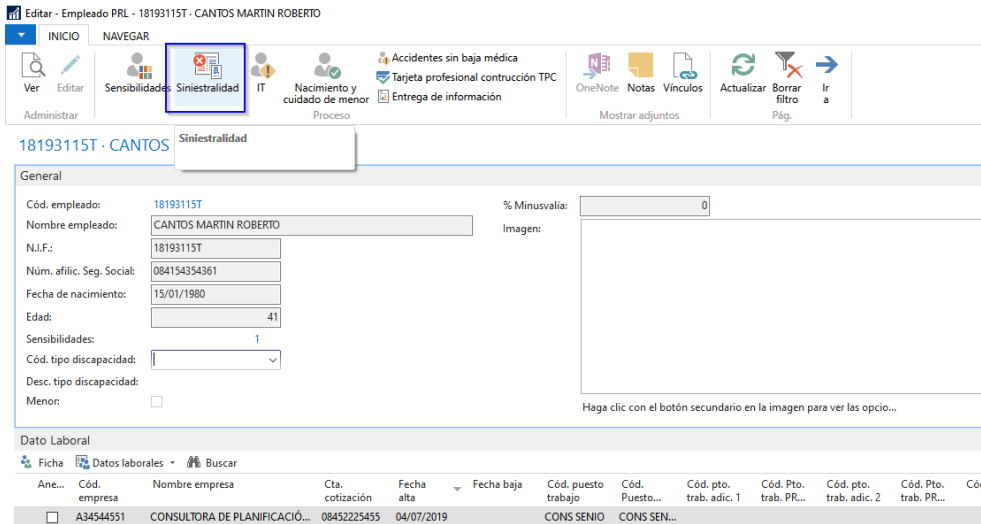 Editar - Empleado PRL - 18193115T · CANTOS MARTIN ROBERTO
INICIO NAVEGAR
Ver Editar
Administrar
Sensibilidades Siniestralidad IT Nacimiento y cuidado de menor
Accidentes sin baja médica
Tarjeta profesional contrucción TPC
Entrega de información
Proceso
OneNote Notas Vínculos
Mostrar adjuntos
Actualizar Borrar filtro Ir a
Pág.
Siniestralidad
18193115T · CANTOS
General
Cód. empleado: 18193115T
Nombre empleado: CANTOS MARTIN ROBERTO
N.I.F.: 18193115T
Núm. afilic. Seg. Social: 084154354361
Fecha de nacimiento: 15/01/1980
Edad: 41
Sensibilidades: 1
Cód. tipo discapacidad:
Desc. tipo discapacidad:
Menor:
% Minusvalía: 0
Imagen:
Haga clic con el botón secundario en la imagen para ver las opcio...
Dato Laboral
Ficha Datos laborales Buscar
Ane... Cód. empresa Nombre empresa Cta. cotización Fecha alta Fecha baja Cód. puesto trabajo Cód. Puesto... Cód. pto. trab. adic. 1 Cód. Pto. trab. PR... Cód. pto. trab. adic. 2 Cód. Pto. trab. PR...
A34544551 CONSULTORA DE PLANIFICACIÓ... 08452225455 04/07/2019 CONS SENIO CONS SEN...